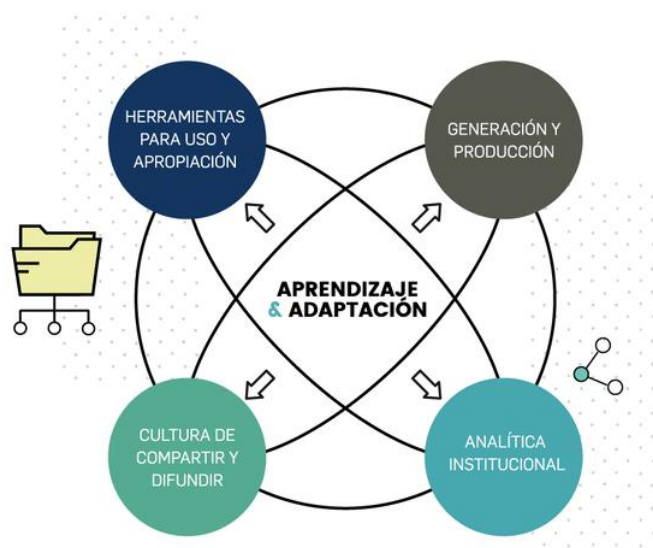 HERRAMIENTAS
PARA USO Y
APROPIACIÓN
GENERACIÓN Y
PRODUCCIÓN
APRENDIZAJE
& ADAPTACIÓN
CULTURA DE
COMPARTIR Y
DIFUNDIR
ANALÍTICA
INSTITUCIONAL